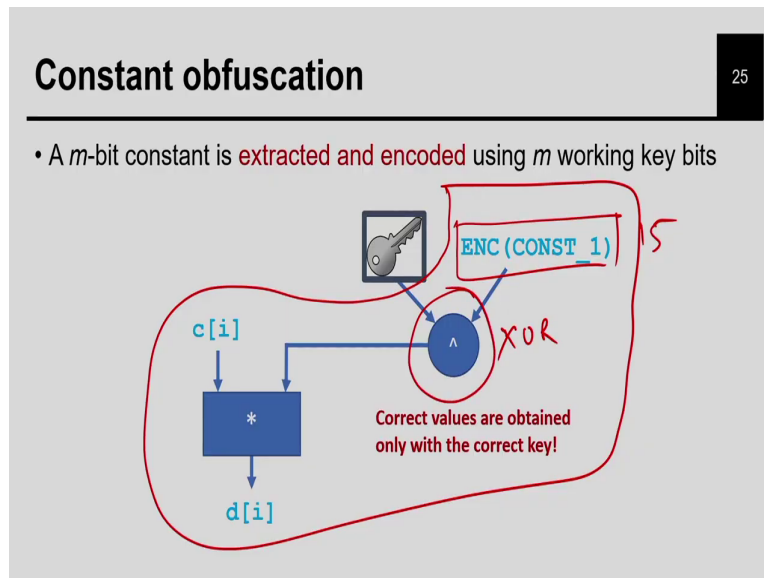 Constant obfuscation
25
• A m-bit constant is extracted and encoded using m working key bits
ENC(CONST_1)
15
c[i]
^
XOR
*
Correct values are obtained
only with the correct key!
d[i]